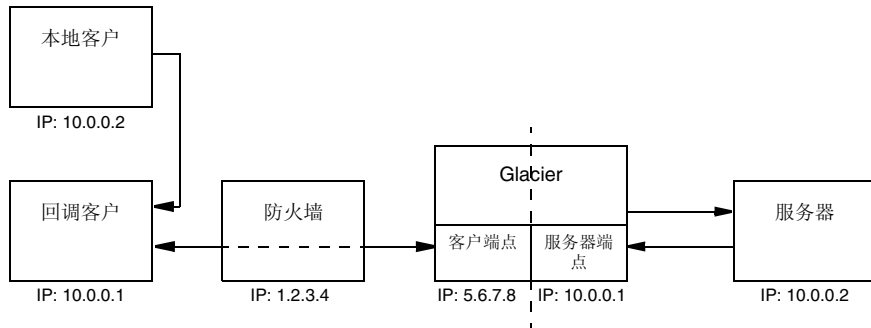 本地客户
IP: 10.0.0.2
Glacier
回调客户
防火墙
客户端点
服务器端
点
服务器
IP: 10.0.0.1
IP: 1.2.3.4
IP: 5.6.7.8
IP: 10.0.0.1
IP: 10.0.0.2